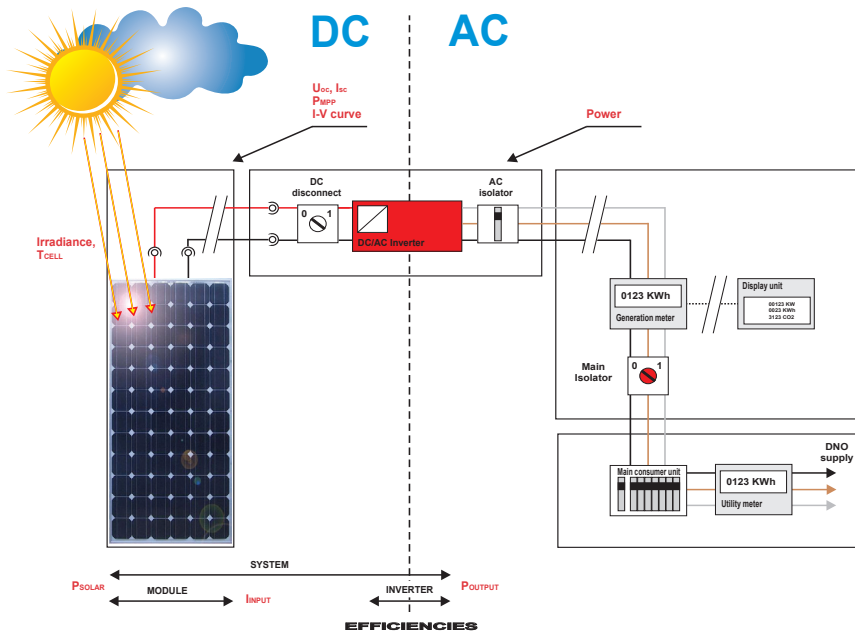 DC
AC
Uoc, Isc
PMPP
I-V curve
Power
DC
disconnect
AC
isolator
0 1
DC/AC Inverter
Irradiance,
TCELL
0123 KWh
Generation meter
Display unit
00123 KW
0023 KWh
3123 CO2
Main
Isolator
0 1
DNO
supply
Main consumer unit
0123 KWh
Utility meter
SYSTEM
PSOLAR
POUTPUT
MODULE
IINPUT
INVERTER
EFFICIENCIES